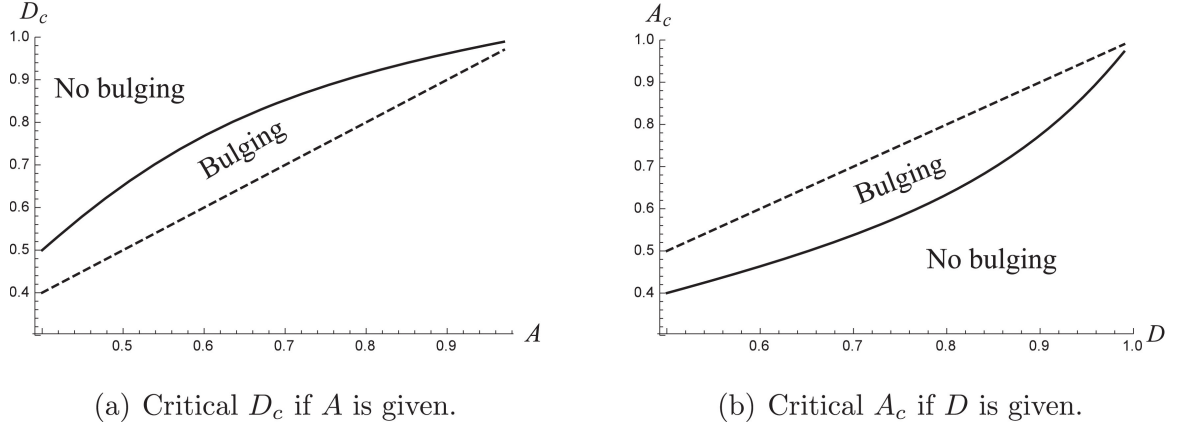 D_c
1.0
0.9
No bulging
0.8
Bulging
0.7
0.6
0.5
0.4
0.5 0.6 0.7 0.8 0.9 A
(a) Critical D_c if A is given.
A_c
1.0
0.9
0.8
0.7
Bulging
0.6
0.5
No bulging
0.4
0.6 0.7 0.8 0.9 1.0 D
(b) Critical A_c if D is given.